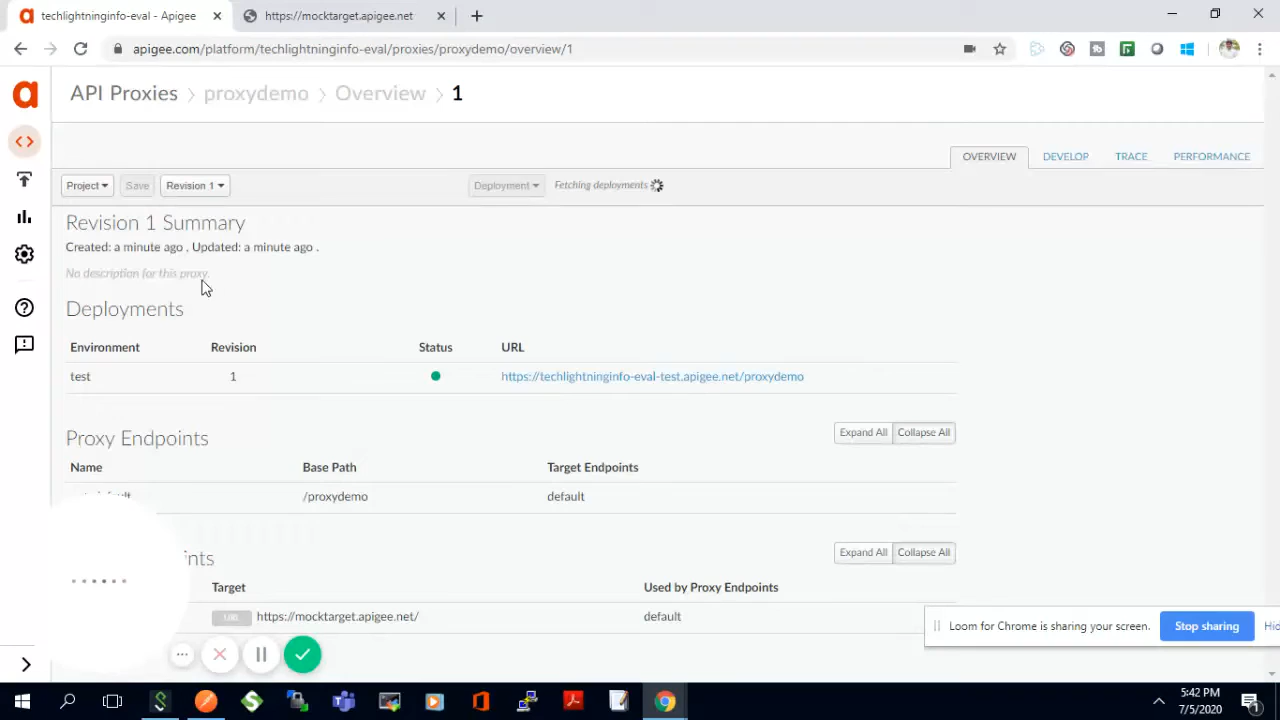 techlightninginfo-eval - Apigee
https://mocktarget.apigee.net
apigee.com/platform/techlightninginfo-eval/proxies/proxydemo/overview/1
API Proxies > proxydemo > Overview > 1
OVERVIEW DEVELOP TRACE PERFORMANCE
Project Save Revision 1 Deployment Fetching deployments
Revision 1 Summary
Created: a minute ago , Updated: a minute ago .
No description for this proxy.
Deployments
Environment Revision Status URL
test 1 https://techlightninginfo-eval-test.apigee.net/proxydemo
Proxy Endpoints
Expand All Collapse All
Name Base Path Target Endpoints
default /proxydemo default
ints
Expand All Collapse All
Target Used by Proxy Endpoints
URL https://mocktarget.apigee.net/ default
Loom for Chrome is sharing your screen. Stop sharing Hid
5:42 PM
7/5/2020
1